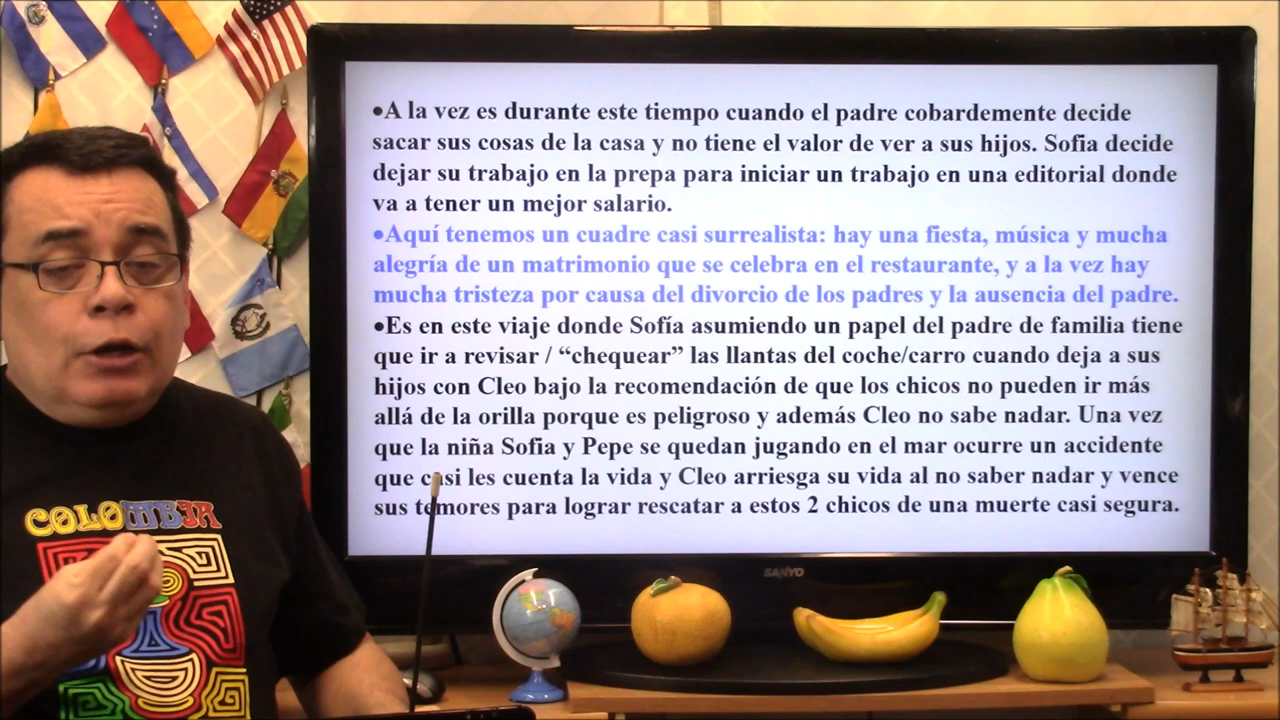 •A la vez es durante este tiempo cuando el padre cobardemente decide
sacar sus cosas de la casa y no tiene el valor de ver a sus hijos. Sofia decide
dejar su trabajo en la prepa para iniciar un trabajo en una editorial donde
va a tener un mejor salario.
•Aquí tenemos un cuadre casi surrealista: hay una fiesta, música y mucha
alegría de un matrimonio que se celebra en el restaurante, y a la vez hay
mucha tristeza por causa del divorcio de los padres y la ausencia del padre.
•Es en este viaje donde Sofía asumiendo un papel del padre de familia tiene
que ir a revisar / “chequear” las llantas del coche/carro cuando deja a sus
hijos con Cleo bajo la recomendación de que los chicos no pueden ir más
allá de la orilla porque es peligroso y además Cleo no sabe nadar. Una vez
que la niña Sofia y Pepe se quedan jugando en el mar ocurre un accidente
que casi les cuenta la vida y Cleo arriesga su vida al no saber nadar y vence
sus temores para lograr rescatar a estos 2 chicos de una muerte casi segura.
COLOMBIA
SANYO